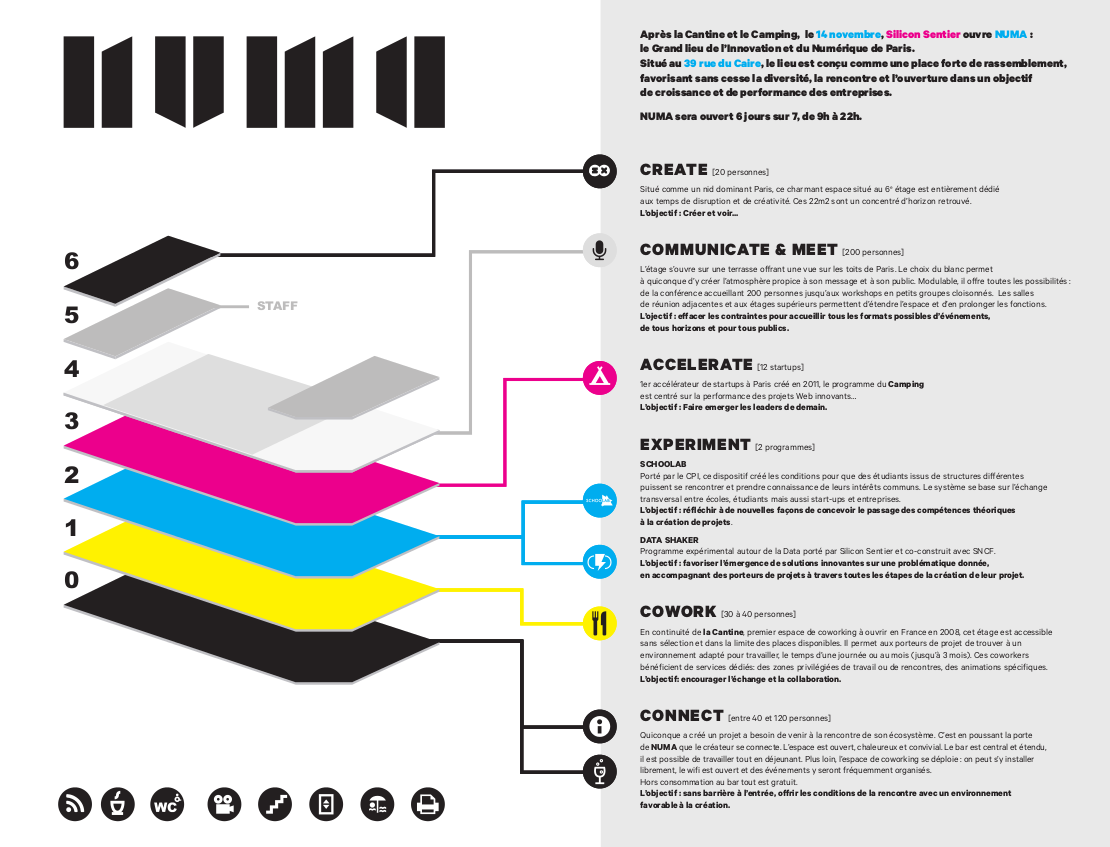 numa
Après la Cantine et le Camping, le 14 novembre, Silicon Sentier ouvre NUMA :
le Grand lieu de l'Innovation et du Numérique de Paris.
Situé au 39 rue du Caire, le lieu est conçu comme une place forte de rassemblement,
favorisant sans cesse la diversité, la rencontre et l'ouverture dans un objectif
de croissance et de performance des entreprises.
NUMA sera ouvert 6 jours sur 7, de 9h à 22h.
CREATE [20 personnes]
Situé comme un nid dominant Paris, ce charmant espace situé au 6e étage est entièrement dédié
aux temps de disruption et de créativité. Ces 22m2 sont un concentré d'horizon retrouvé.
L'objectif : Créer et voir...
COMMUNICATE & MEET [200 personnes]
L'étage s'ouvre sur une terrasse offrant une vue sur les toits de Paris. Le choix du blanc permet
à quiconque d'y créer l'atmosphère propice à son message et à son public. Modulable, il offre toutes les possibilités :
de la conférence accueillant 200 personnes jusqu'aux workshops en petits groupes cloisonnés. Les salles
de réunion adjacentes et aux étages supérieurs permettent d'étendre l'espace et d'en prolonger les fonctions.
L'ojectif : effacer les contraintes pour accueillir tous les formats possibles d'événements,
de tous horizons et pour tous publics.
ACCELERATE [12 startups]
1er accélérateur de startups à Paris créé en 2011, le programme du Camping
est centré sur la performance des projets Web innovants...
L'objectif : Faire emerger les leaders de demain.
EXPERIMENT [2 programmes]
SCHOOLAB
Porté par le CPI, ce dispositif créé les conditions pour que des étudiants issus de structures différentes
puissent se rencontrer et prendre connaissance de leurs intérêts communs. Le système se base sur l'échange
transversal entre écoles, étudiants mais aussi start-ups et entreprises.
L'objectif : réfléchir à de nouvelles façons de concevoir le passage des compétences théoriques
à la création de projets.
DATA SHAKER
Programme expérimental autour de la Data porté par Silicon Sentier et co-construit avec SNCF.
L'objectif : favoriser l'émergence de solutions innovantes sur une problématique donnée,
en accompagnant des porteurs de projets à travers toutes les étapes de la création de leur projet.
COWORK [30 à 40 personnes]
En continuité de la Cantine, premier espace de coworking à ouvrir en France en 2008, cet étage est accessible
sans sélection et dans la limite des places disponibles. Il permet aux porteurs de projet de trouver à un
environnement adapté pour travailler, le temps d'une journée ou au mois (jusqu'à 3 mois). Ces coworkers
bénéficient de services dédiés: des zones privilégiées de travail ou de rencontres, des animations spécifiques.
L'objectif: encourager l'échange et la collaboration.
CONNECT [entre 40 et 120 personnes]
Quiconque a créé un projet a besoin de venir à la rencontre de son écosystème. C'est en poussant la porte
de NUMA que le créateur se connecte. L'espace est ouvert, chaleureux et convivial. Le bar est central et étendu,
il est possible de travailler tout en déjeunant. Plus loin, l'espace de coworking se déploie : on peut s'y installer
librement, le wifi est ouvert et des événements y seront fréquemment organisés.
Hors consommation au bar tout est gratuit.
L'objectif : sans barrière à l'entrée, offrir les conditions de la rencontre avec un environnement
favorable à la création.
6
5
STAFF
4
3
2
1
0
WC